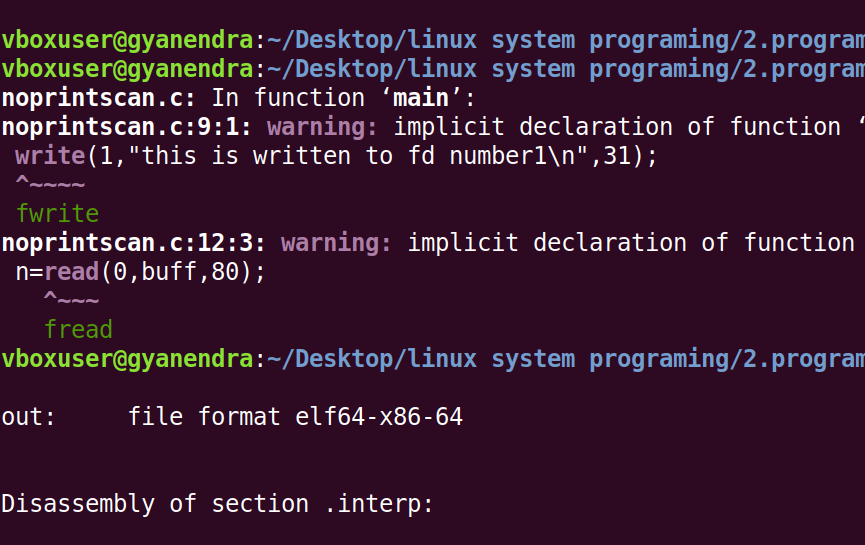 vboxuser@gyanendra:~/Desktop/linux system programing/2.program
vboxuser@gyanendra:~/Desktop/linux system programing/2.program
noprintscan.c: In function ‘main’:
noprintscan.c:9:1: warning: implicit declaration of function ‘
 write(1,"this is written to fd number1\n",31);
 ^~~~~
 fwrite
noprintscan.c:12:3: warning: implicit declaration of function
 n=read(0,buff,80);
   ^~~~
   fread
vboxuser@gyanendra:~/Desktop/linux system programing/2.program
out:     file format elf64-x86-64
Disassembly of section .interp: